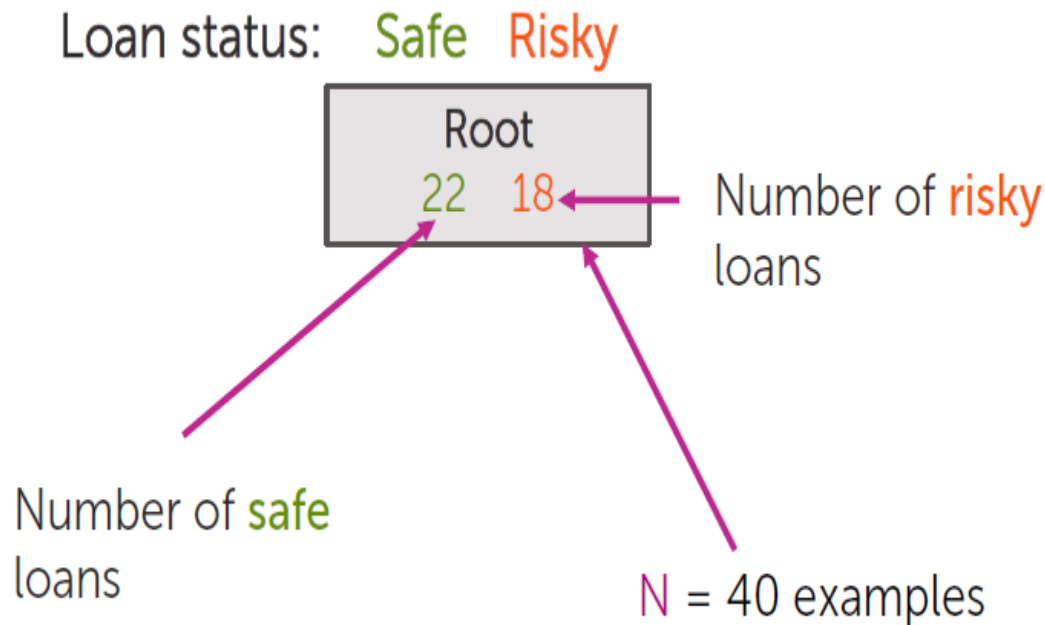 Loan status: Safe Risky
Root
22 18
Number of risky
loans
Number of safe
loans
N = 40 examples